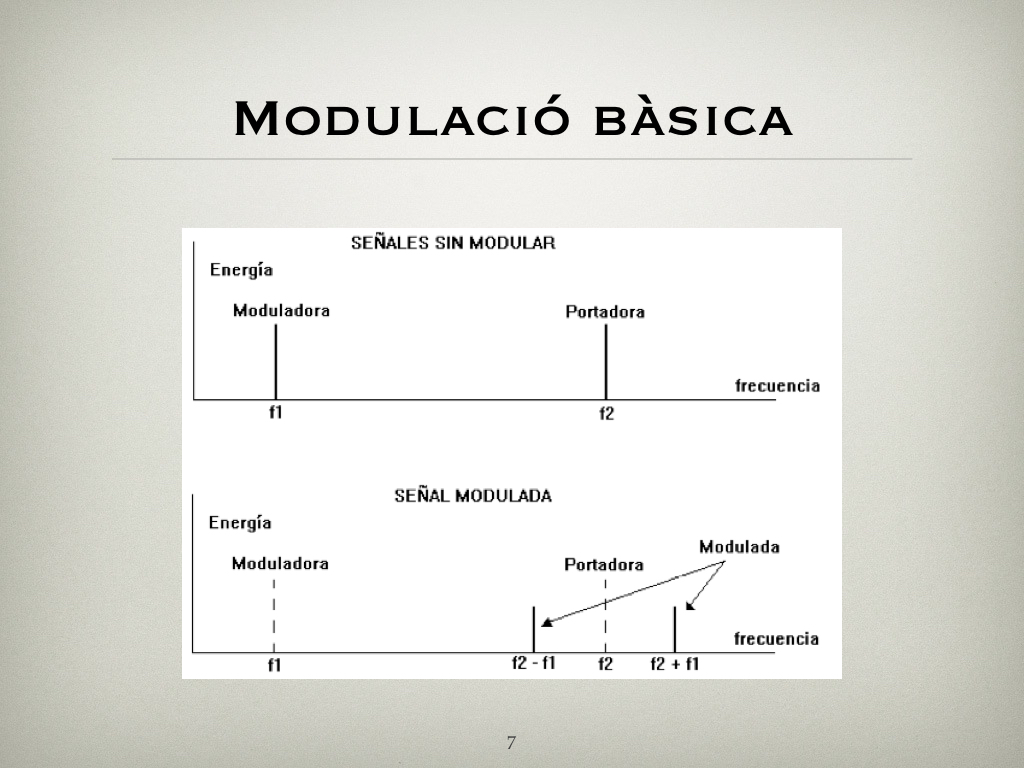 Modulació bàsica
SEÑALES SIN MODULAR
Energía
Moduladora Portadora
frecuencia
f1 f2
SEÑAL MODULADA
Energía
Modulada
Moduladora Portadora
frecuencia
f1 f2 - f1 f2 f2 + f1
7